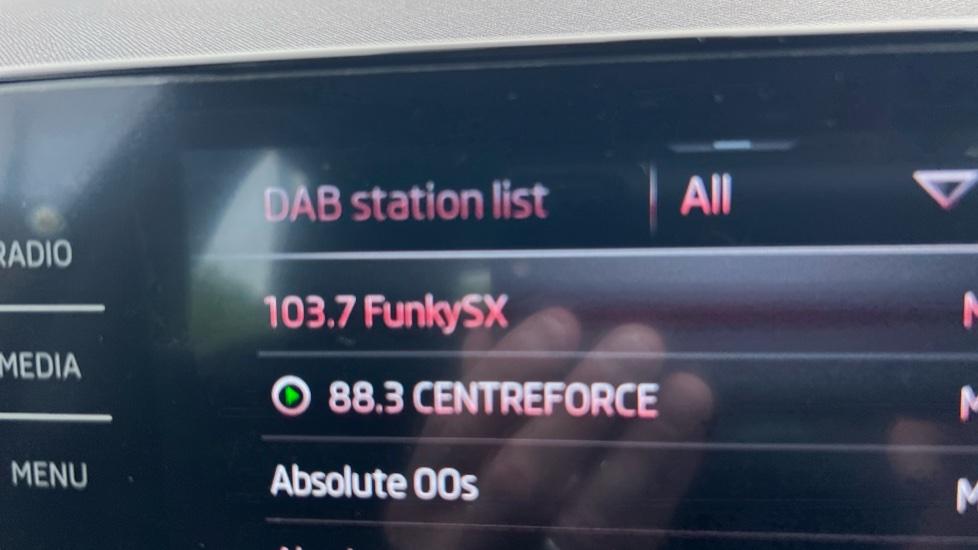 DAB station list All
RADIO
103.7 FunkySX
MEDIA
88.3 CENTREFORCE
MENU
Absolute 00s